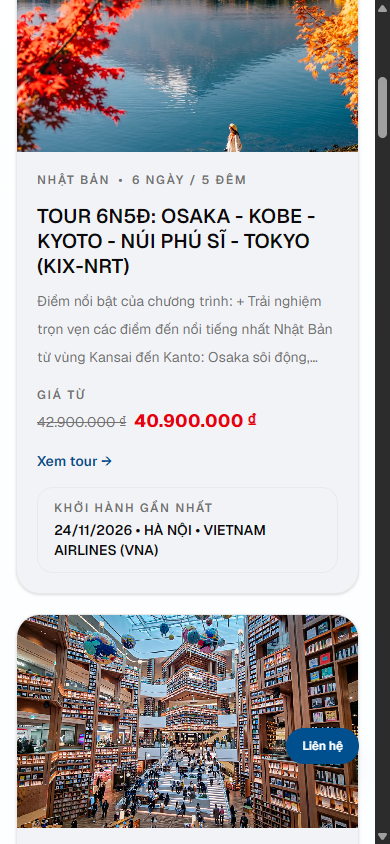 NHẬT BẢN • 6 NGÀY / 5 ĐÊM
TOUR 6N5Đ: OSAKA - KOBE -
KYOTO - NÚI PHÚ SĨ - TOKYO
(KIX-NRT)
Điểm nổi bật của chương trình: + Trải nghiệm
trọn vẹn các điểm đến nổi tiếng nhất Nhật Bản
từ vùng Kansai đến Kanto: Osaka sôi động,...
GIÁ TỪ
42.900.000 ₫ 40.900.000 ₫
Xem tour →
KHỞI HÀNH GẦN NHẤT
24/11/2026 • HÀ NỘI • VIETNAM
AIRLINES (VNA)
Liên hệ